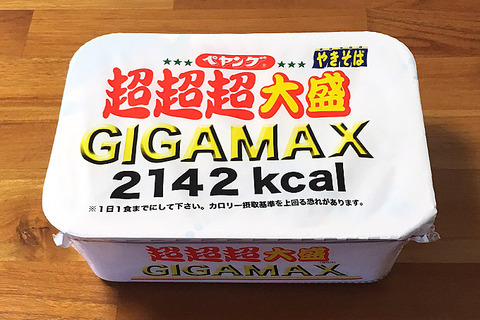 ペヤング やきそば
超超超大盛
GIGAMAX
2142 kcal
※1日1食までにして下さい。カロリー摂取基準を上回る恐れがあります。
超超超大盛
GIGAMAX